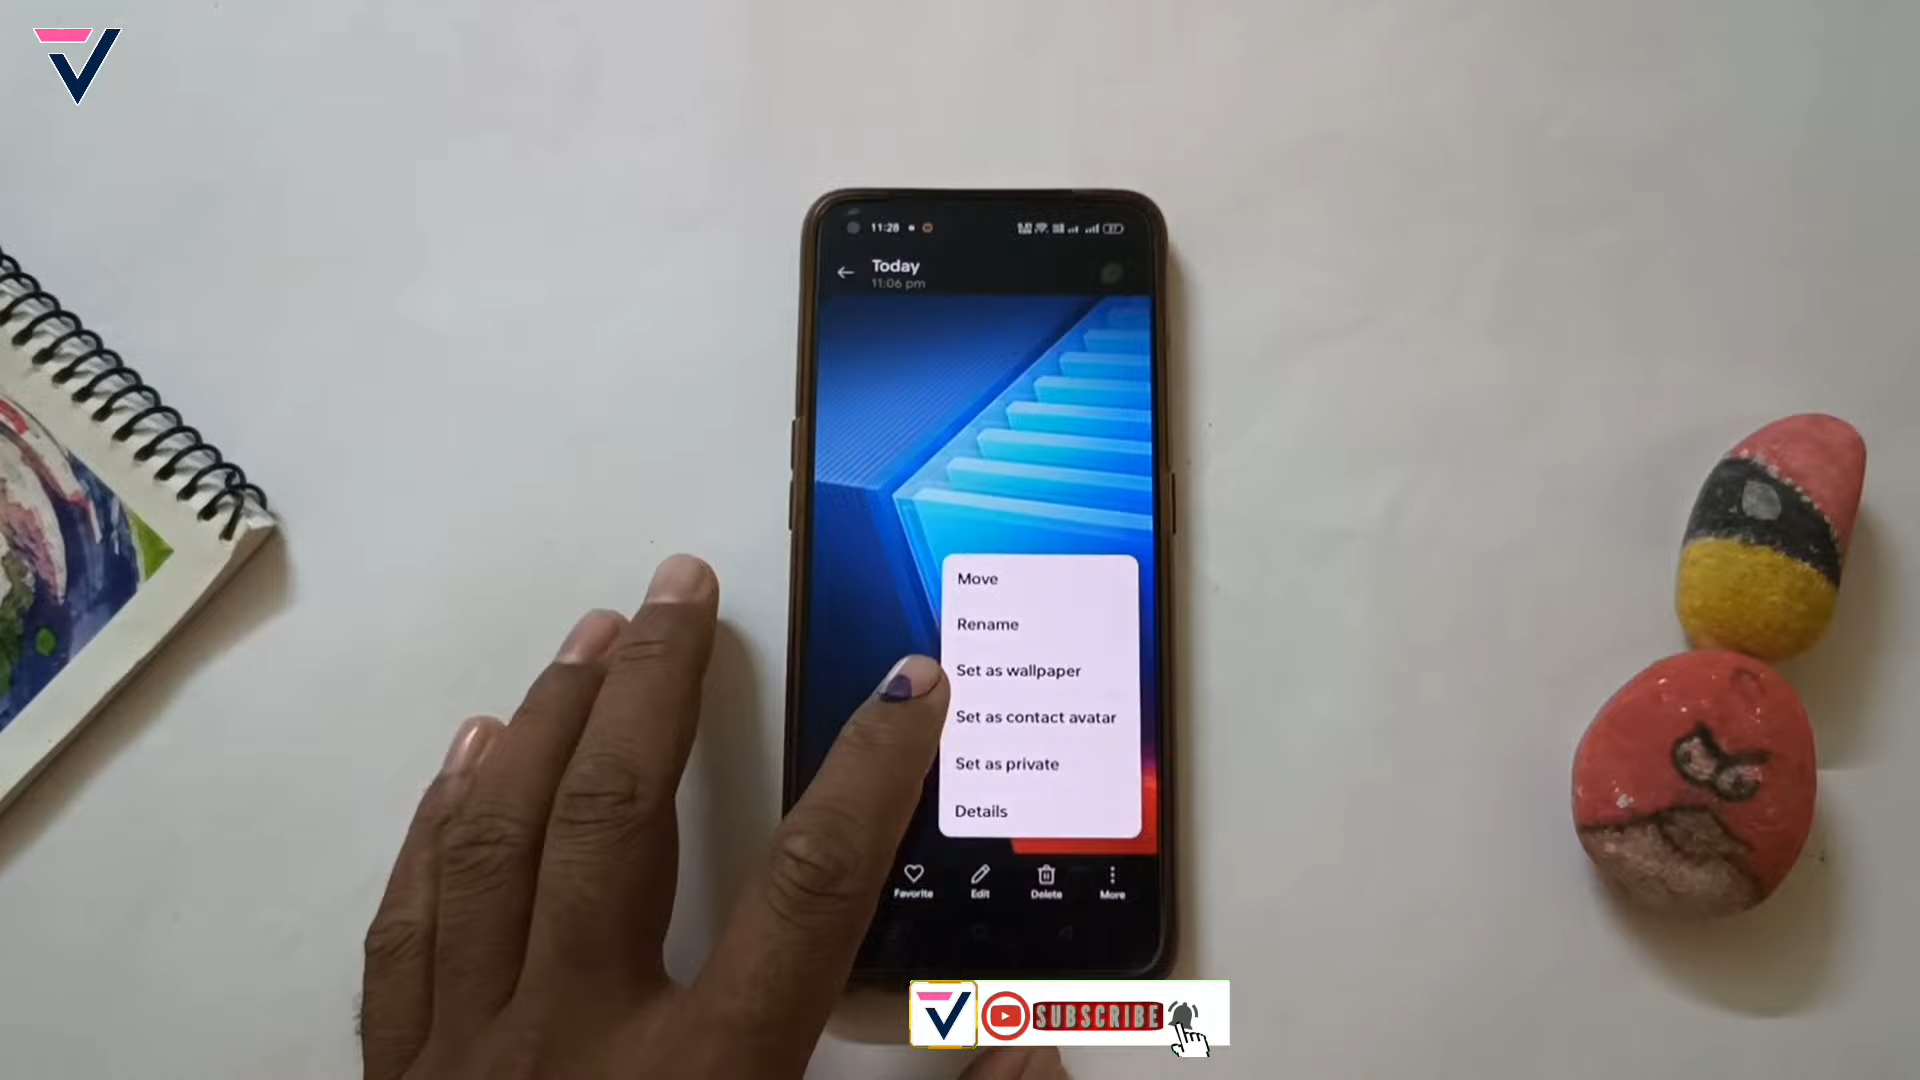 11:28
Today
11:06 pm
Move
Rename
Set as wallpaper
Set as contact avatar
Set as private
Details
Favorite
Edit
Delete
More
SUBSCRIBE